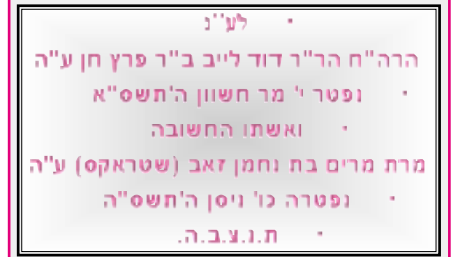 לע"נ
הרה"ח הר"ר דוד לייב ב"ר פרץ חן ע"ה
נפטר י' מר חשוון ה'תשס"א
ואשתו החשובה
מרת מרים בת נחמן זאב (שטראקס) ע"ה
נפטרה כו' ניסן ה'תשס"ה
ת.נ.צ.ב.ה.